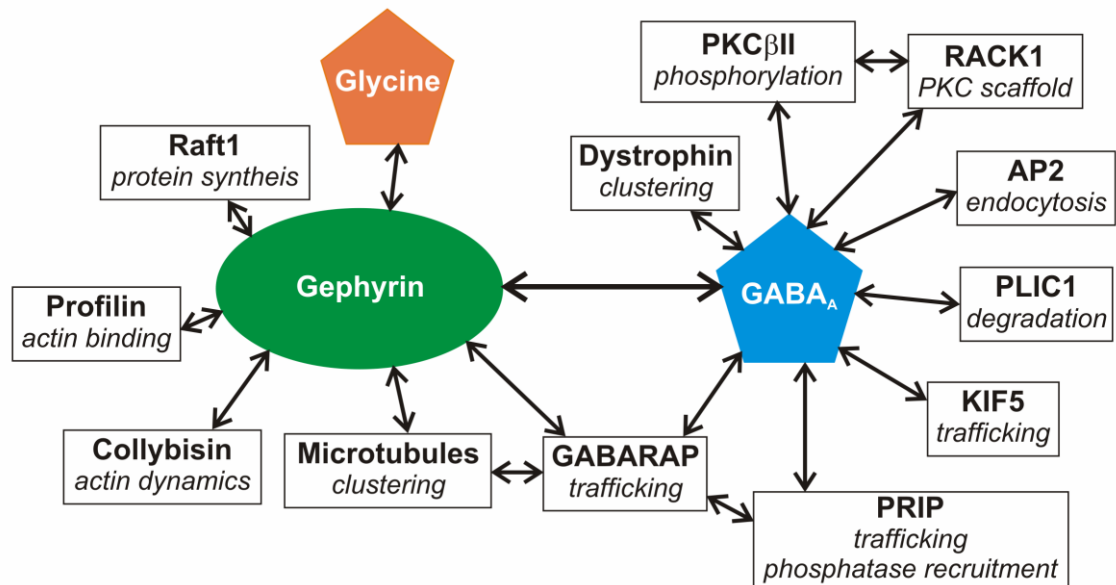 Glycine
PKCβII
phosphorylation
RACK1
PKC scaffold
Raft1
protein syntheis
Dystrophin
clustering
AP2
endocytosis
Gephyrin
GABAA
Profilin
actin binding
PLIC1
degradation
KIF5
trafficking
Collybisin
actin dynamics
Microtubules
clustering
GABARAP
trafficking
PRIP
trafficking
phosphatase recruitment